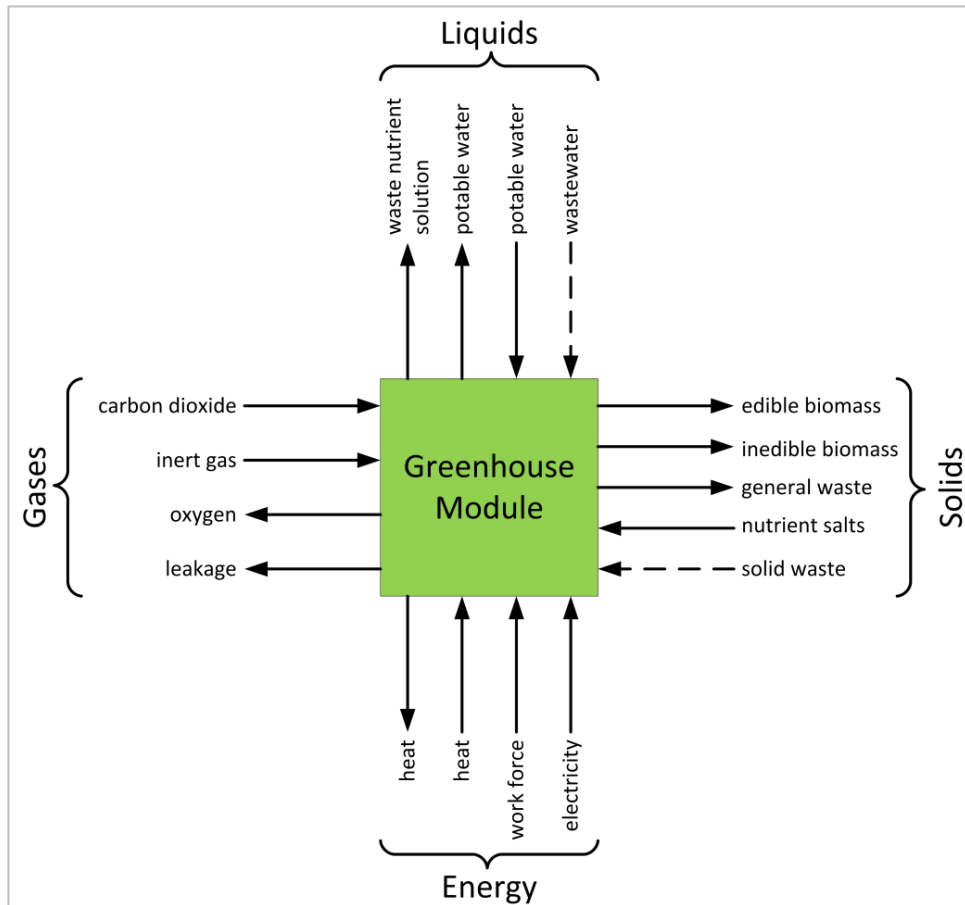 Liquids
waste nutrient
solution
potable water
potable water
wastewater
Gases
carbon dioxide
inert gas
oxygen
leakage
Greenhouse
Module
edible biomass
inedible biomass
general waste
nutrient salts
solid waste
Solids
heat
heat
work force
electricity
Energy